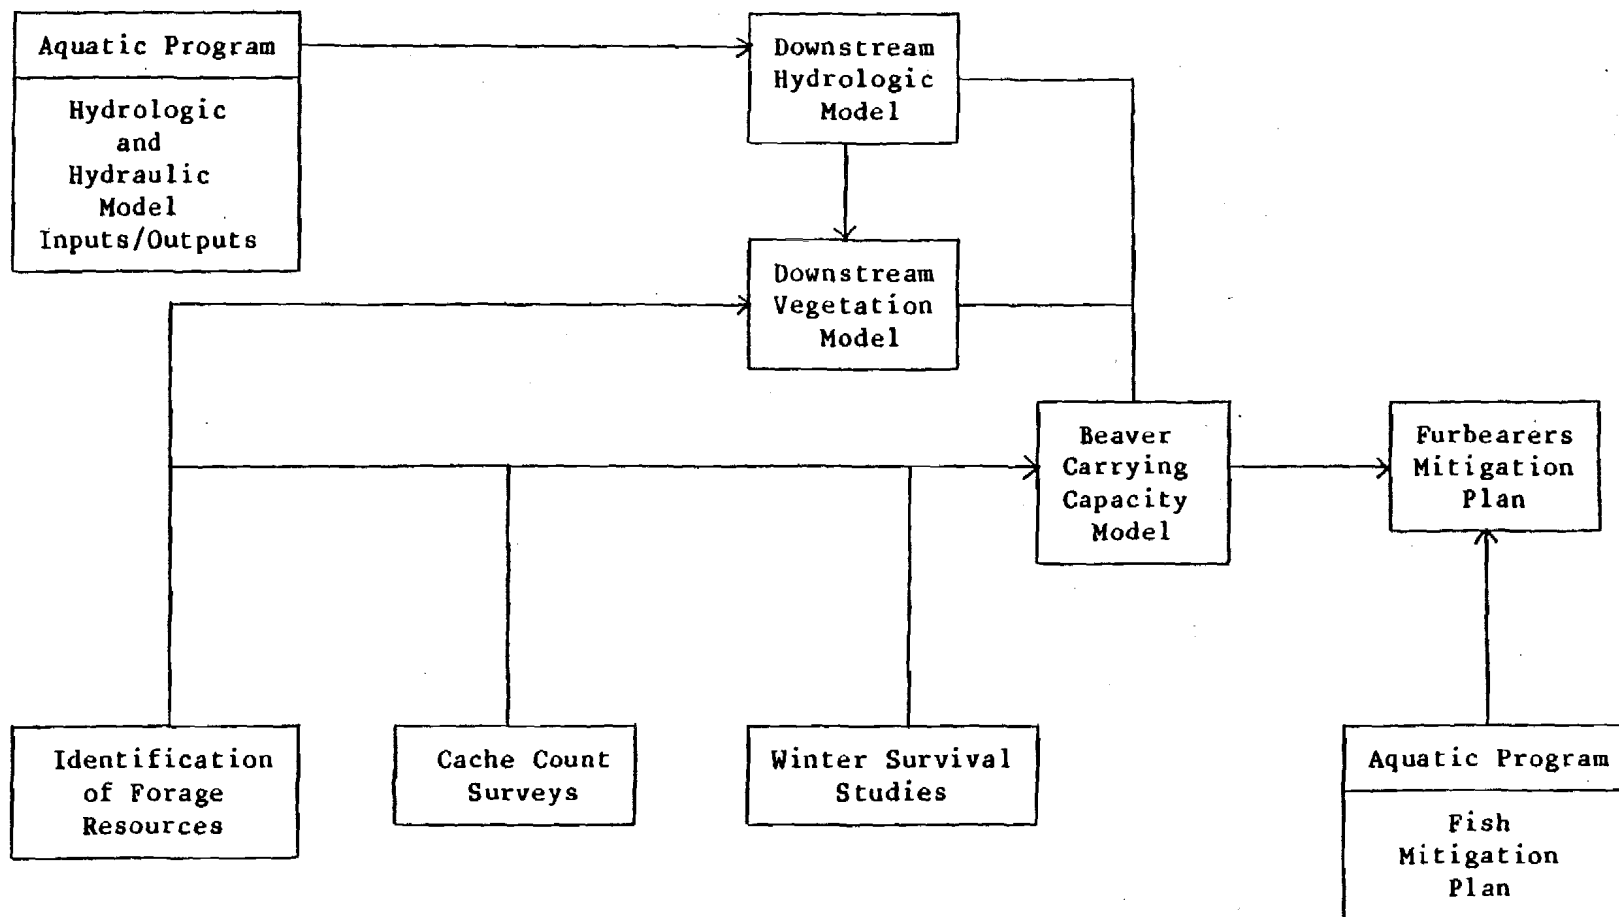 Aquatic Program
Hydrologic
and
Hydraulic
Model
Inputs/Outputs
Downstream
Hydrologic
Model
Downstream
Vegetation
Model
Beaver
Carrying
Capacity
Model
Furbearers
Mitigation
Plan
Identification
of Forage
Resources
Cache Count
Surveys
Winter Survival
Studies
Aquatic Program
Fish
Mitigation
Plan